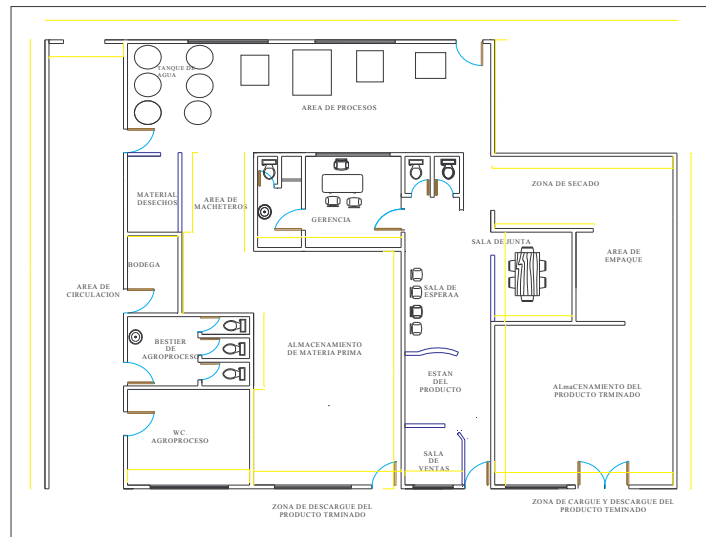 TANQUE DE
AGUA
AREA DE PROCESOS
MATERIAL
DESECHOS
AREA DE
MACHETEROS
GERENCIA
ZONA DE SECADO
SALA DE JUNTA
AREA DE
EMPAQUE
BODEGA
AREA DE
CIRCULACION
SALA DE
ESPERAA
BESTIER
DE
AGROPROCESO
ALMACENAMIENTO
DE MATERIA PRIMA
ESTAN
DEL
PRODUCTO
ALmaCENAMIENTO DEL
PRODUCTO TRMINADO
WC.
AGROPROCESO
SALA
DE
VENTAS
ZONA DE DESCARGUE DEL
PRODUCTO TRMINADO
ZONA DE CARGUE Y DESCARGUE DEL
PRODUCTO TEMINADO